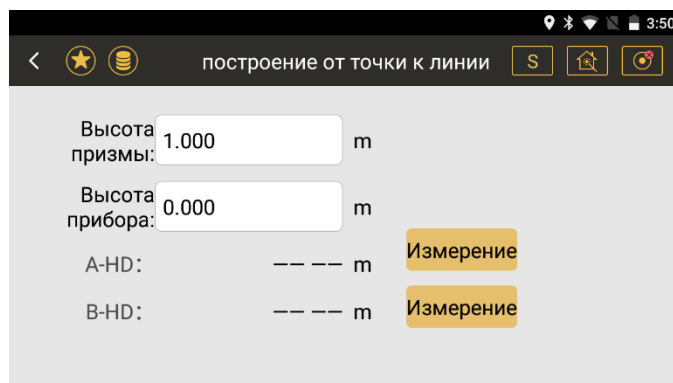 3:50
построение от точки к линии S
Высота
призмы: 1.000 m
Высота
прибора: 0.000 m
A-HD: −− −− m Измерение
B-HD: −− −− m Измерение